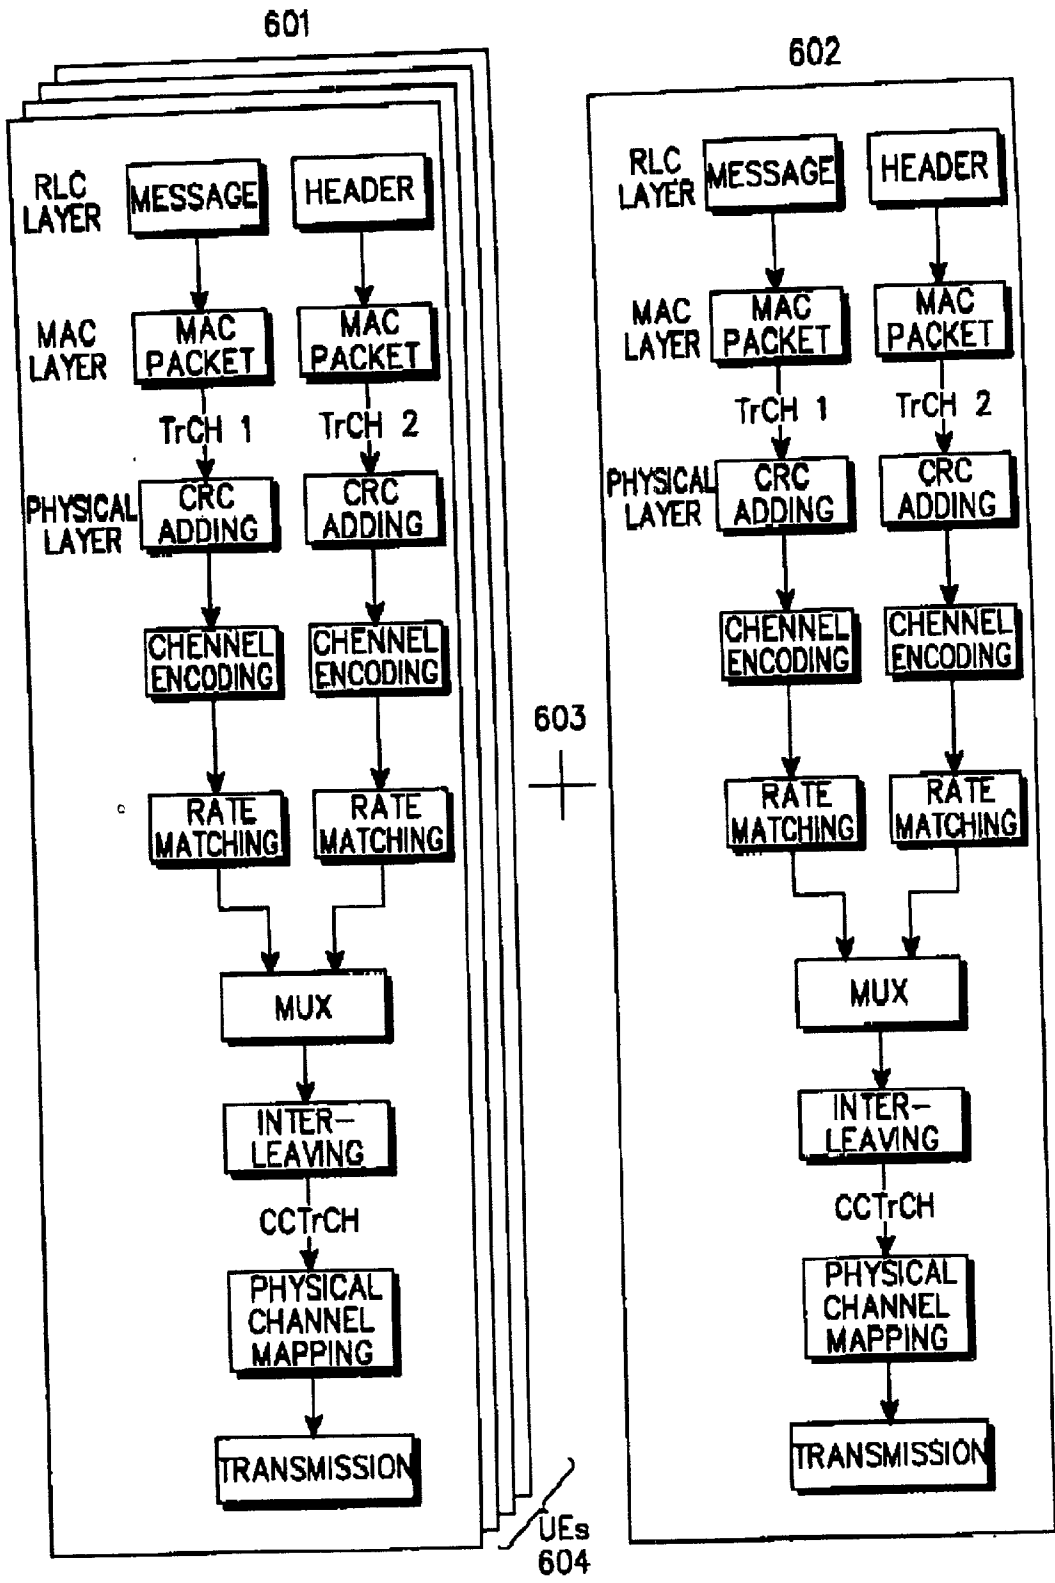 601
RLC
LAYER
MESSAGE
HEADER
MAC
LAYER
MAC
PACKET
MAC
PACKET
TrCH 1
TrCH 2
PHYSICAL
LAYER
CRC
ADDING
CRC
ADDING
CHENNEL
ENCODING
CHENNEL
ENCODING
RATE
MATCHING
RATE
MATCHING
MUX
INTER-
LEAVING
CCTrCH
PHYSICAL
CHANNEL
MAPPING
TRANSMISSION
UEs
604
603
602
RLC
LAYER
MESSAGE
HEADER
MAC
LAYER
MAC
PACKET
MAC
PACKET
TrCH 1
TrCH 2
PHYSICAL
LAYER
CRC
ADDING
CRC
ADDING
CHENNEL
ENCODING
CHENNEL
ENCODING
RATE
MATCHING
RATE
MATCHING
MUX
INTER-
LEAVING
CCTrCH
PHYSICAL
CHANNEL
MAPPING
TRANSMISSION